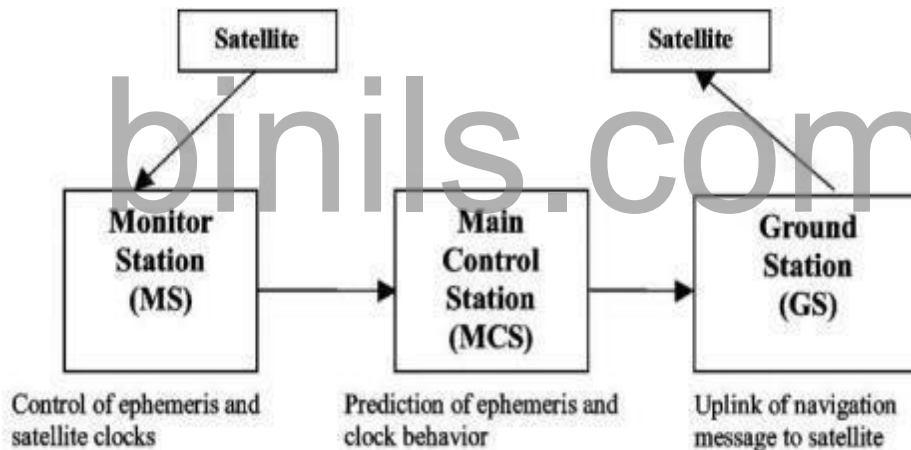 Satellite
Satellite
binils.com
Monitor
Station
(MS)
Main
Control
Station
(MCS)
Ground
Station
(GS)
Control of ephemeris and
satellite clocks
Prediction of ephemeris and
clock behavior
Uplink of navigation
message to satellite